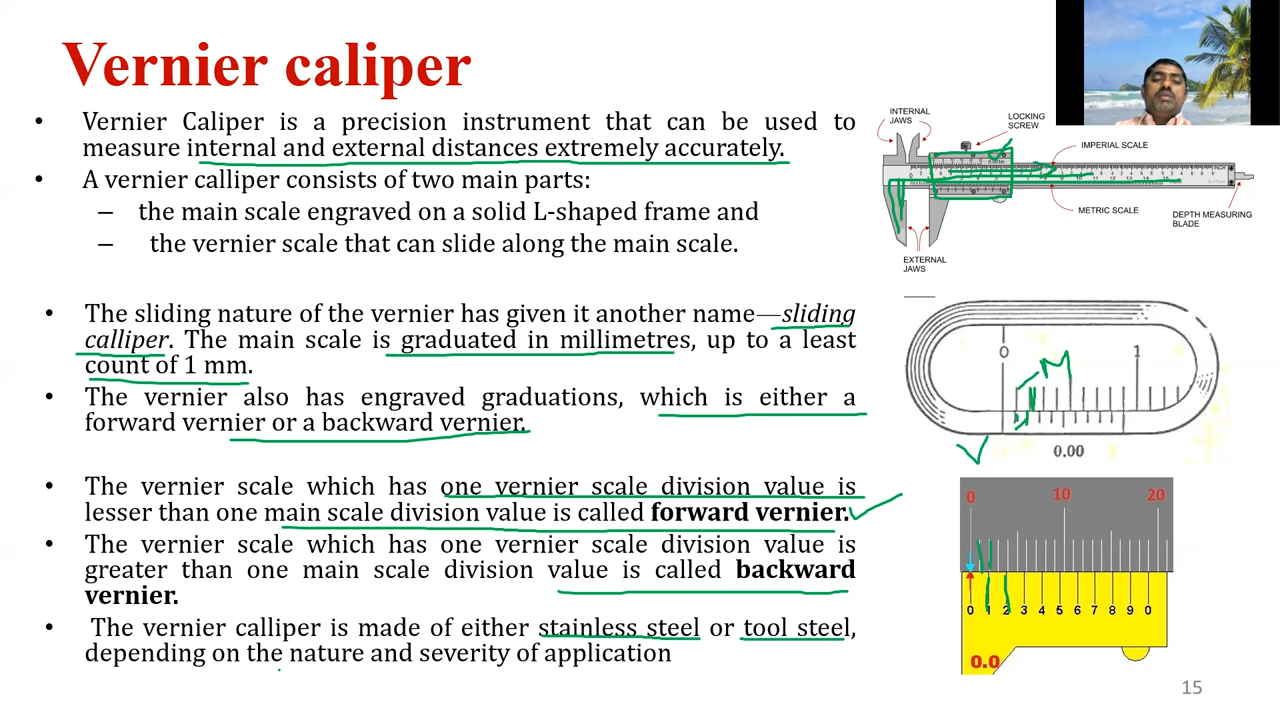 Vernier caliper
• Vernier Caliper is a precision instrument that can be used to
measure internal and external distances extremely accurately.
• A vernier calliper consists of two main parts:
– the main scale engraved on a solid L-shaped frame and
– the vernier scale that can slide along the main scale.
• The sliding nature of the vernier has given it another name—sliding
calliper. The main scale is graduated in millimetres, up to a least
count of 1 mm.
• The vernier also has engraved graduations, which is either a
forward vernier or a backward vernier.
• The vernier scale which has one vernier scale division value is
lesser than one main scale division value is called forward vernier.
• The vernier scale which has one vernier scale division value is
greater than one main scale division value is called backward
vernier.
• The vernier calliper is made of either stainless steel or tool steel,
depending on the nature and severity of application
INTERNAL
JAWS
LOCKING
SCREW
IMPERIAL SCALE
METRIC SCALE
DEPTH MEASURING
BLADE
EXTERNAL
JAWS
0 1
M
0.00
0 10 20
0 1 2 3 4 5 6 7 8 9 0
0.0
15